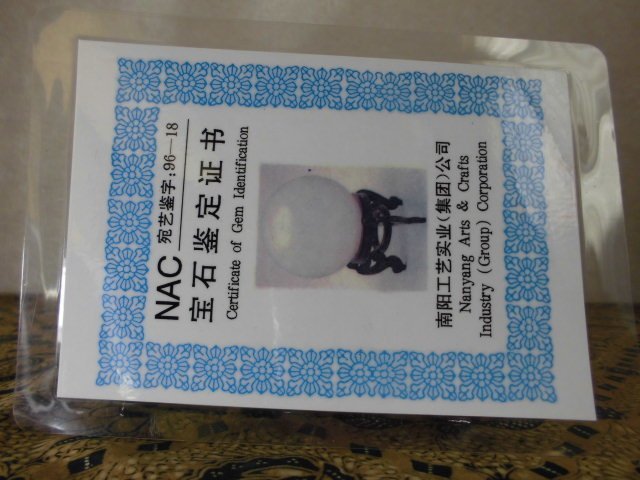 NAC 宛艺鉴字:96—18
宝石鉴定证书
Certificate of Gem Identification
南阳工艺实业(集团)公司
Nanyang Arts & Crafts
Industry (Group) Corporation